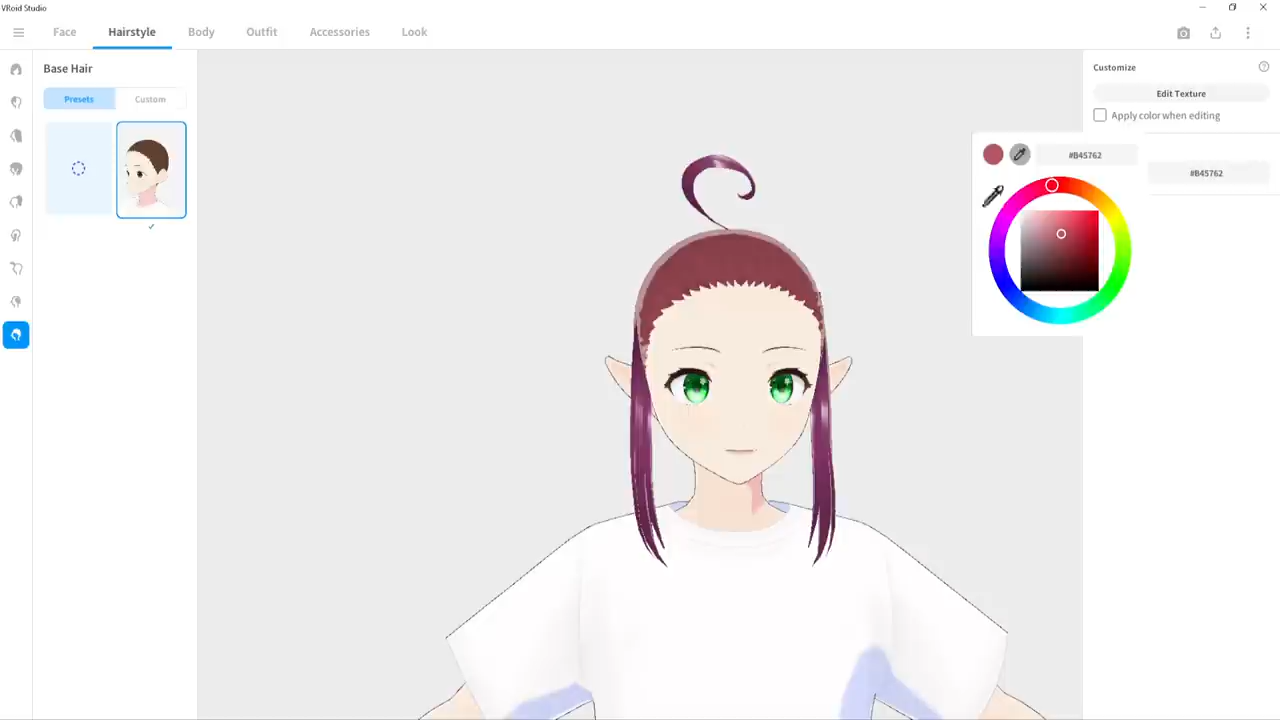 VRoid Studio
Face
Hairstyle
Body
Outfit
Accessories
Look
Base Hair
Presets
Custom
Customize
Edit Texture
Apply color when editing
#B45762
#B45762